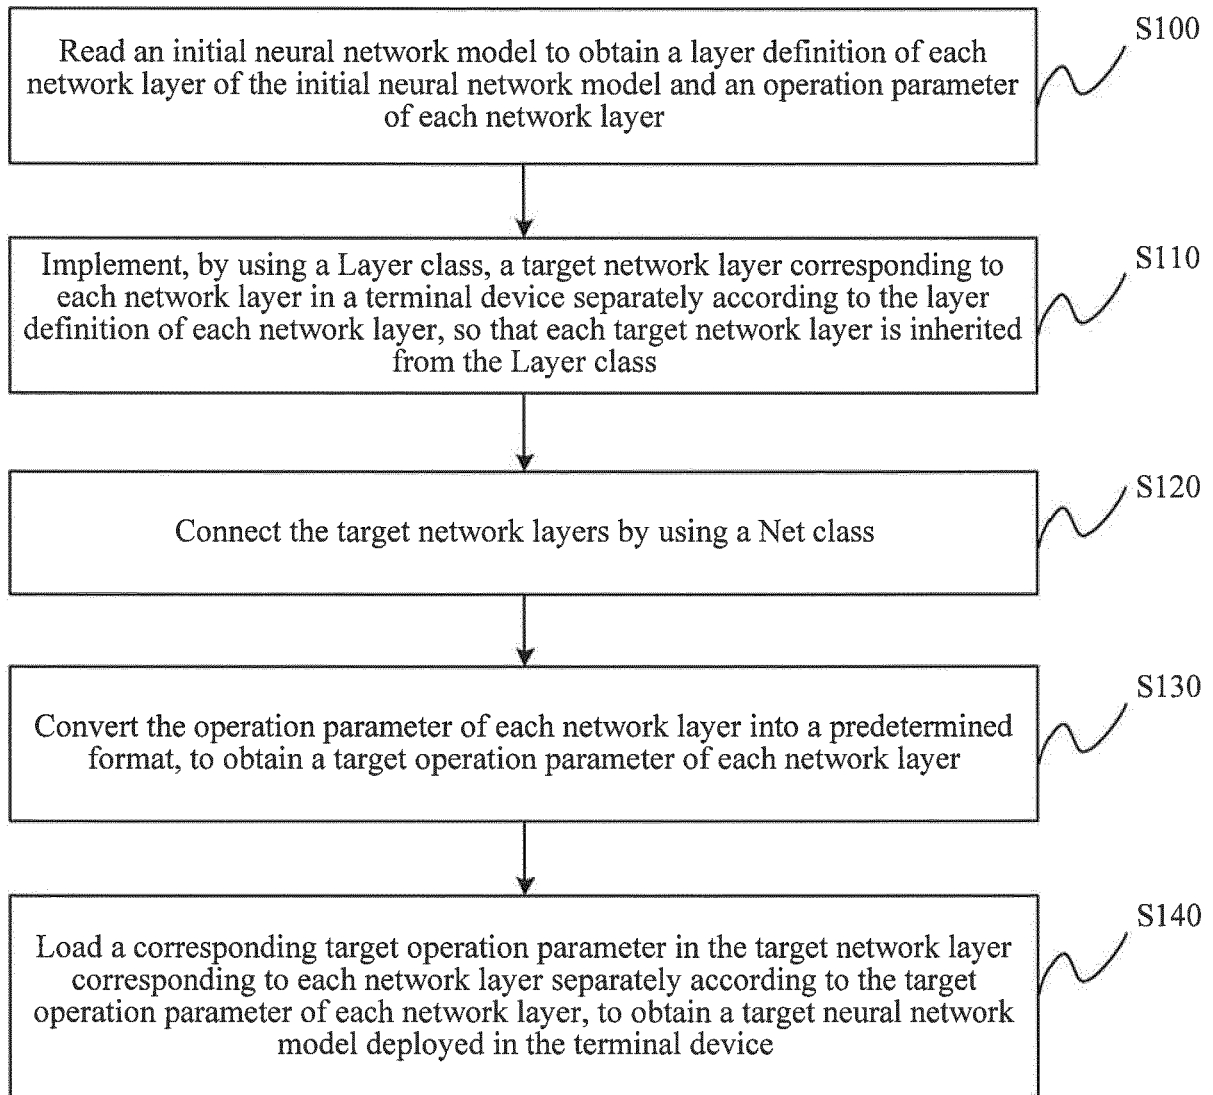 Read an initial neural network model to obtain a layer definition of each
network layer of the initial neural network model and an operation parameter
of each network layer
S100
Implement, by using a Layer class, a target network layer corresponding to
each network layer in a terminal device separately according to the layer
definition of each network layer, so that each target network layer is inherited
from the Layer class
S110
Connect the target network layers by using a Net class
S120
Convert the operation parameter of each network layer into a predetermined
format, to obtain a target operation parameter of each network layer
S130
Load a corresponding target operation parameter in the target network layer
corresponding to each network layer separately according to the target
operation parameter of each network layer, to obtain a target neural network
model deployed in the terminal device
S140